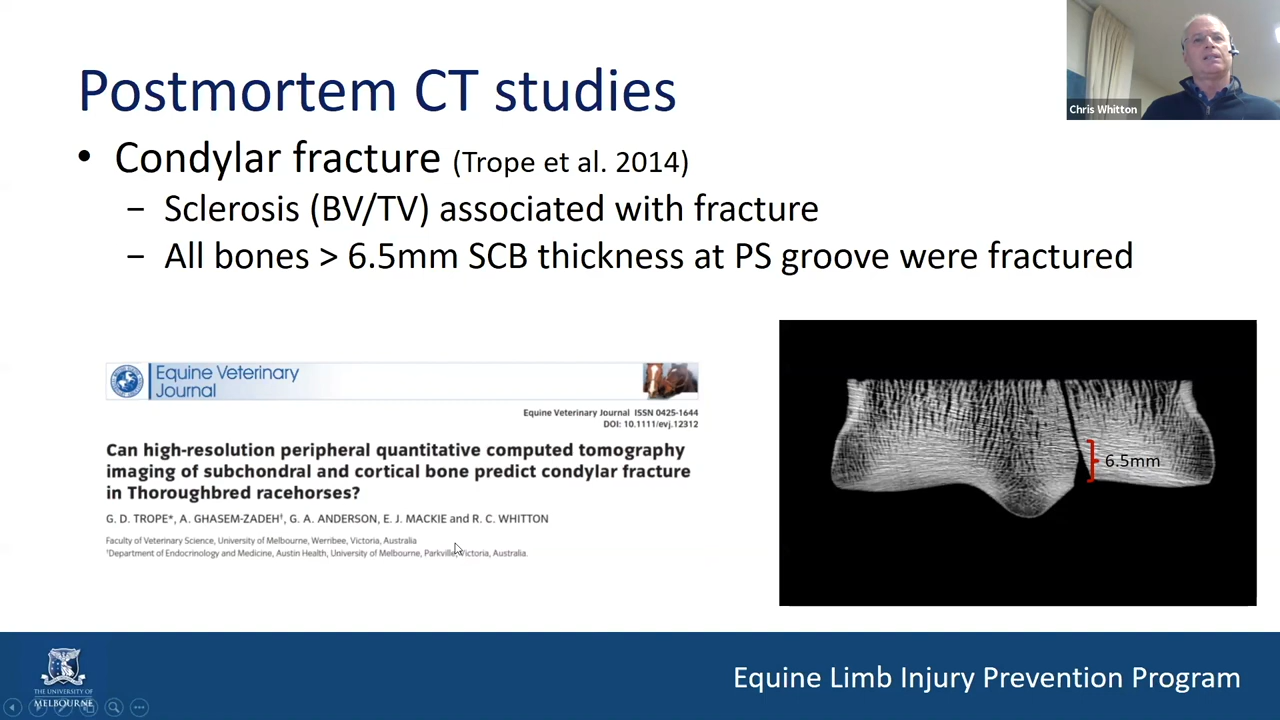 Postmortem CT studies
Chris Whitton
• Condylar fracture (Trope et al. 2014)
− Sclerosis (BV/TV) associated with fracture
− All bones > 6.5mm SCB thickness at PS groove were fractured
Equine Veterinary
Journal
Equine Veterinary Journal ISSN 0425-1644
DOI: 10.1111/evj.12312
Can high-resolution peripheral quantitative computed tomography
imaging of subchondral and cortical bone predict condylar fracture
in Thoroughbred racehorses?
G. D. TROPE*, A. GHASEM-ZADEH†, G. A. ANDERSON, E. J. MACKIE and R. C. WHITTON
Faculty of Veterinary Science, University of Melbourne, Werribee, Victoria, Australia
†Department of Endocrinology and Medicine, Austin Health, University of Melbourne, Parkville, Victoria, Australia.
6.5mm
THE UNIVERSITY OF
MELBOURNE
Equine Limb Injury Prevention Program